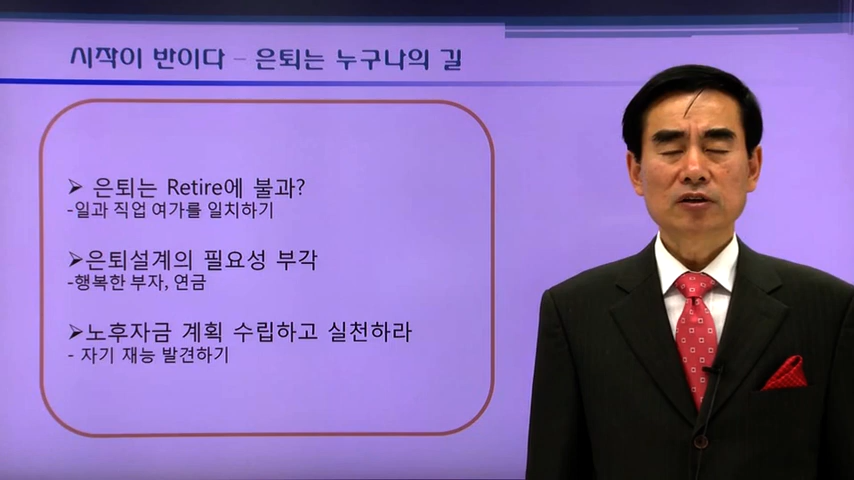 시작이 반이다 – 은퇴는 누구나의 길
➢ 은퇴는 Retire에 불과?
-일과 직업 여가를 일치하기
➢은퇴설계의 필요성 부각
-행복한 부자, 연금
➢노후자금 계획 수립하고 실천하라
- 자기 재능 발견하기